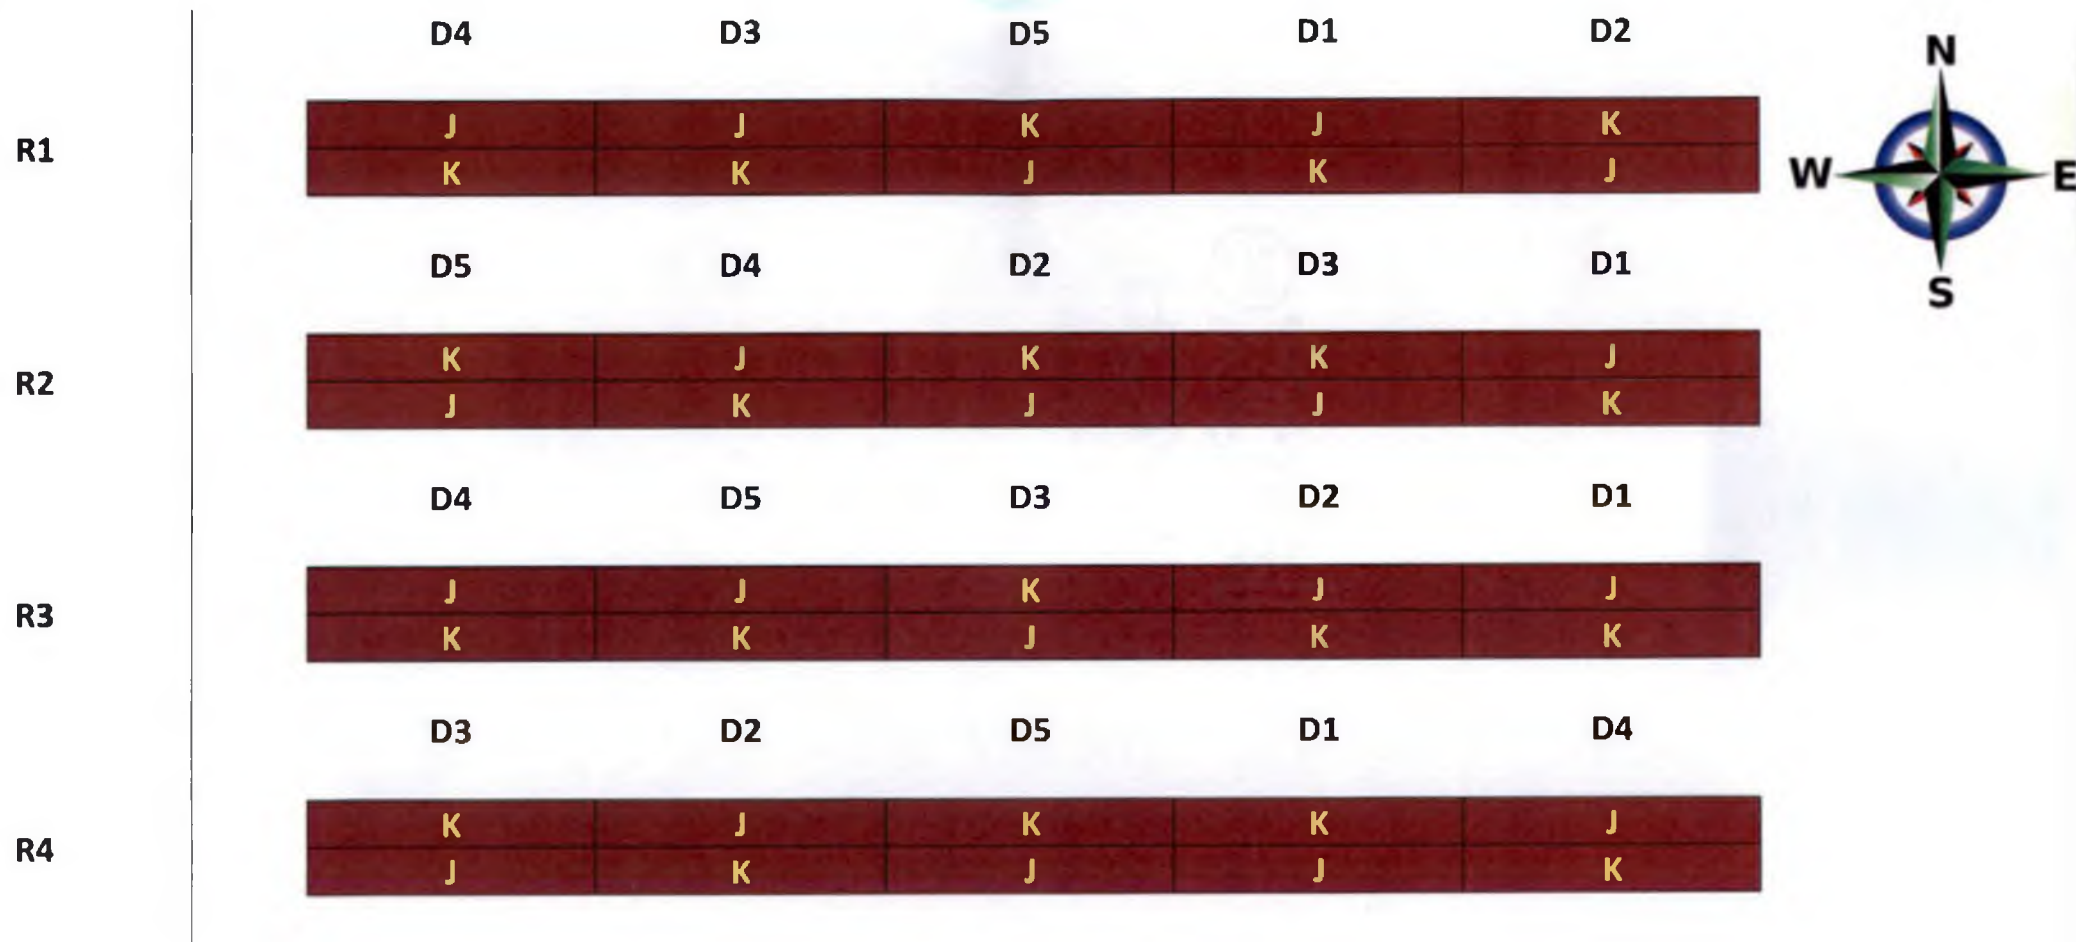 D4 D3 D5 D1 D2
N
J J K J K
R1
W E
K K J K J
D5 D4 D2 D3 D1
S
K J K K J
R2
J K J J K
D4 D5 D3 D2 D1
J J K J J
R3
K K J K K
D3 D2 D5 D1 D4
K J K K J
R4
J K J J K